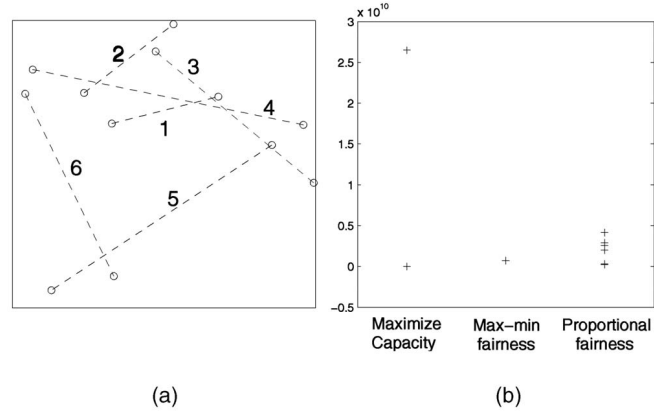 2
3
4
1
6
5
(a)
x 10^10
3
2.5
2
1.5
1
0.5
0
−0.5
Maximize Capacity
Max−min fairness
Proportional fairness
(b)